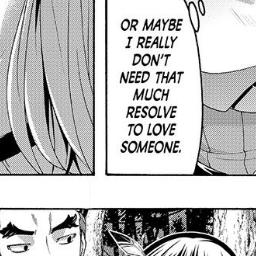 OR MAYBE
I REALLY
DON'T
NEED THAT
MUCH
RESOLVE
TO LOVE
SOMEONE.